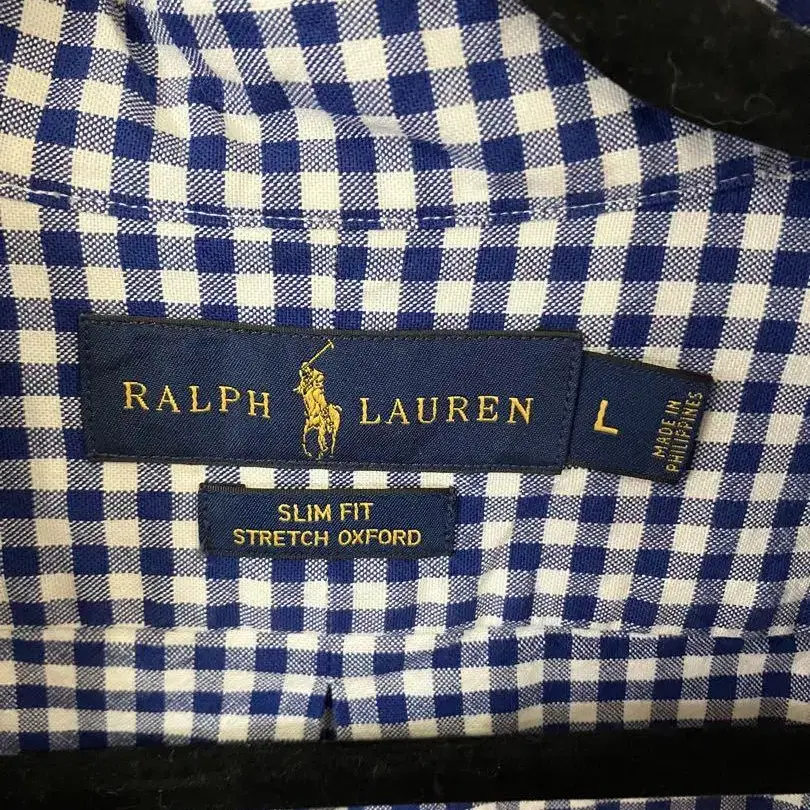 RALPH LAUREN
L
MADE IN
PHILIPPINES
SLIM FIT
STRETCH OXFORD